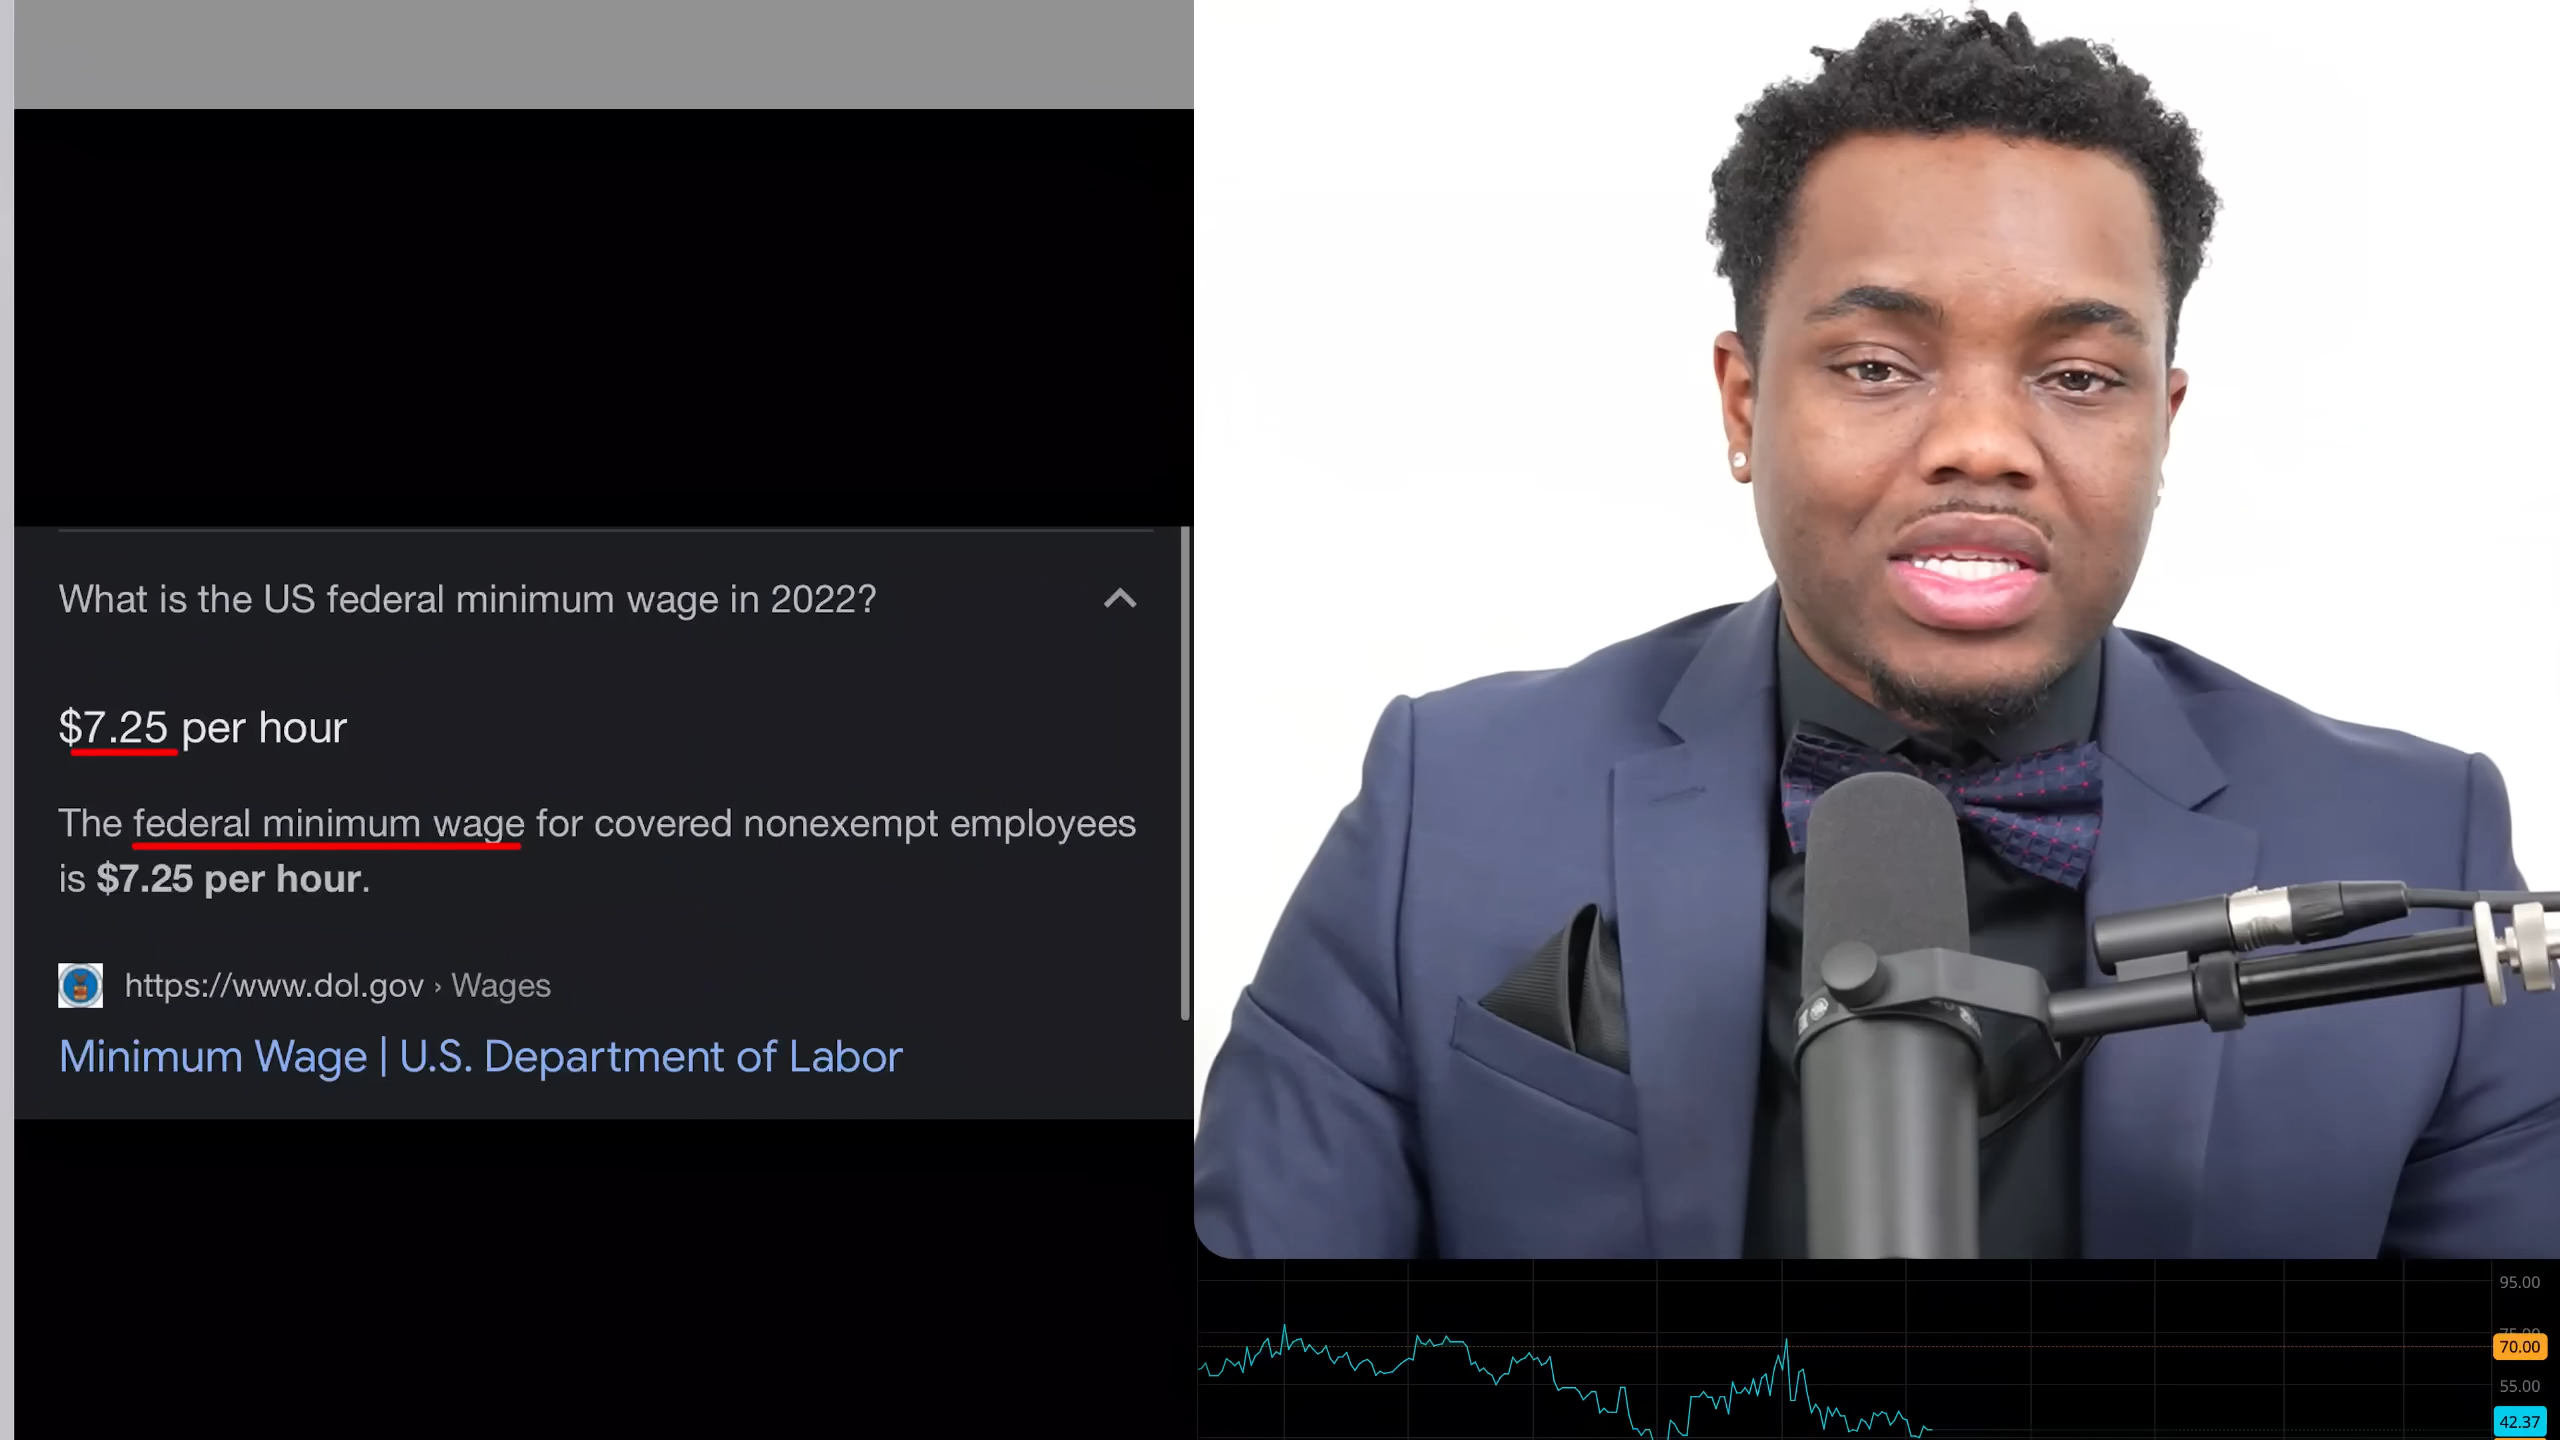 What is the US federal minimum wage in 2022?
$7.25 per hour
The federal minimum wage for covered nonexempt employees
is $7.25 per hour.
https://www.dol.gov › Wages
Minimum Wage | U.S. Department of Labor
95.00
70.00
55.00
42.37